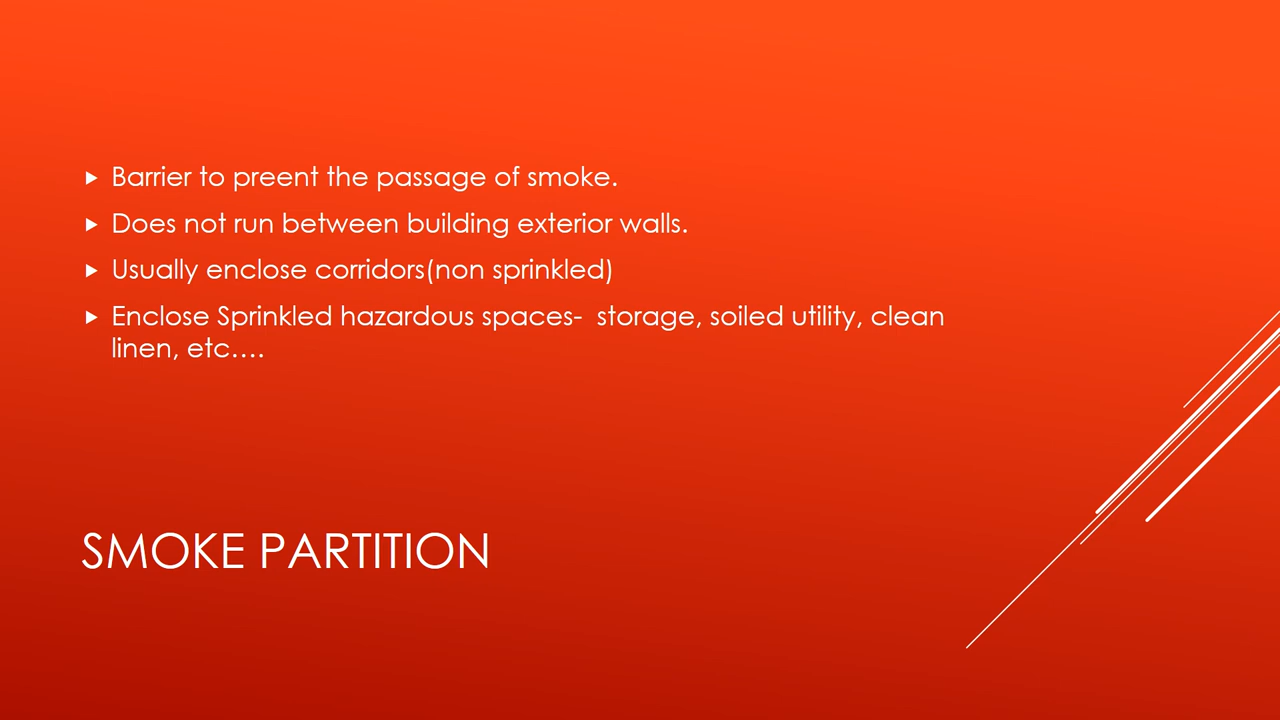 Barrier to preent the passage of smoke.
Does not run between building exterior walls.
Usually enclose corridors(non sprinkled)
Enclose Sprinkled hazardous spaces-  storage, soiled utility, clean
linen, etc....
SMOKE PARTITION